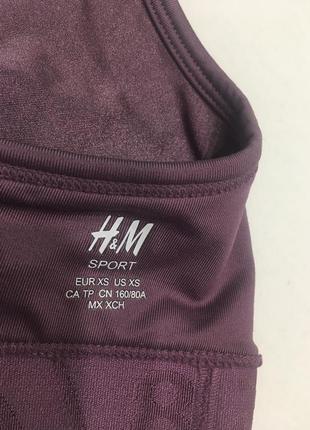 H&M
SPORT
EUR XS US XS
CA TP CN 160/80A
MX XCH